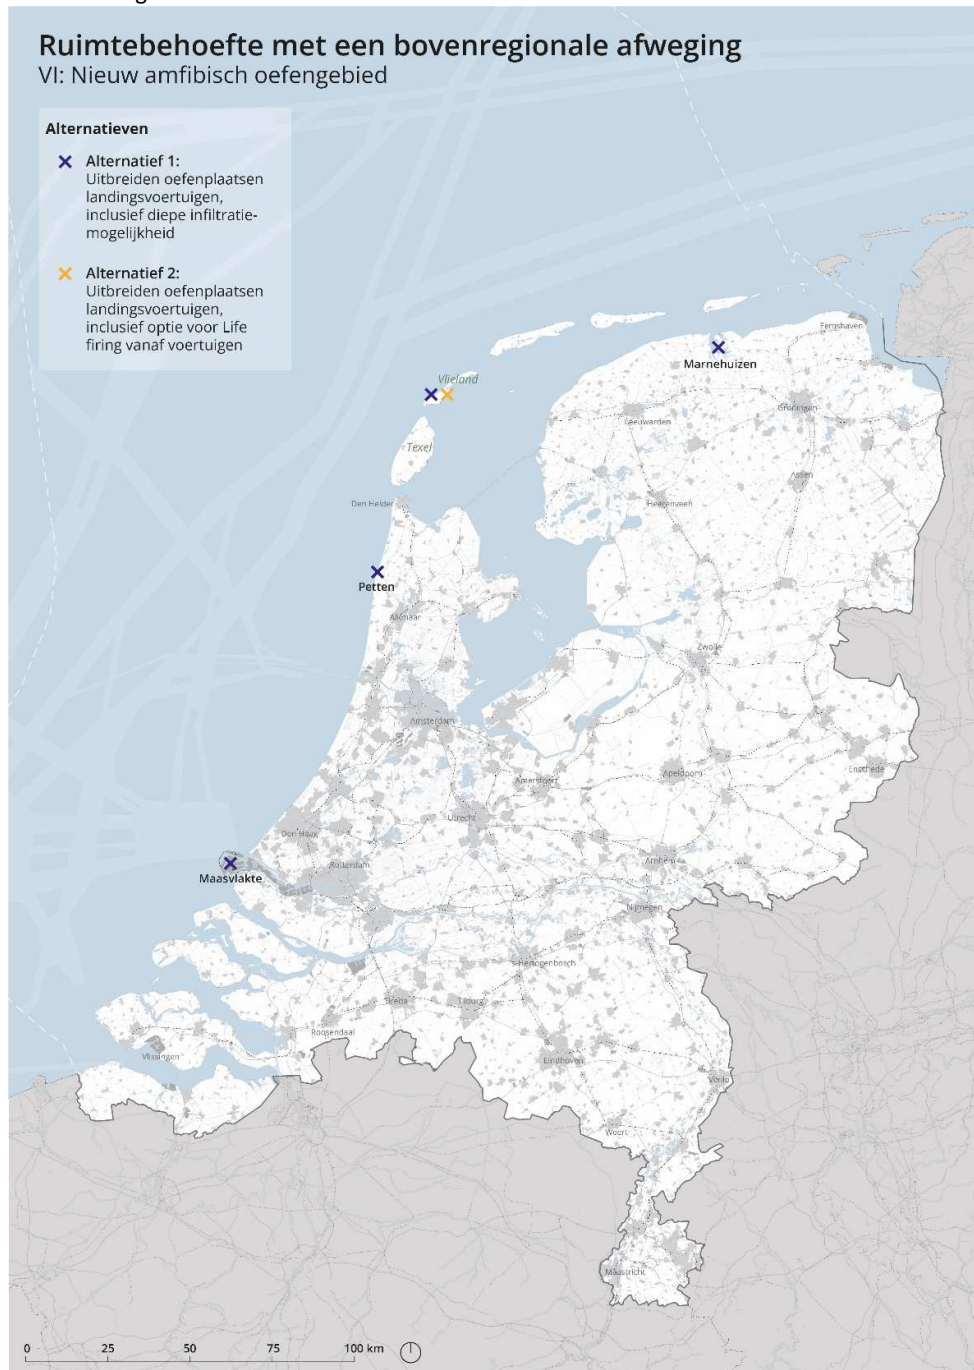 Ruimtebehoefte met een bovenregionale afweging
VI: Nieuw amfibisch oefengebied
Alternatieven
Alternatief 1:
Uitbreiden oefenplaatsen
landingsvoertuigen,
inclusief diepe infiltratie-
mogelijkheid
Alternatief 2:
Uitbreiden oefenplaatsen
landingsvoertuigen,
inclusief optie voor Life
firing vanaf voertuigen
Eemshaven
Marnehuizen
Vlieland
Groningen
Leeuwarden
Texel
Assen
Den Helder
Heerenveen
Petten
Alkmaar
Zwolle
Amsterdam
Enschede
Apeldoorn
Amersfoort
Utrecht
Den Haag
Rotterdam
Arnhem
Maasvlakte
Nijmegen
's-Hertogenbosch
Breda
Tilburg
Roosendaal
Vlissingen
Eindhoven
Venlo
Weert
Maastricht
0 25 50 75 100 km